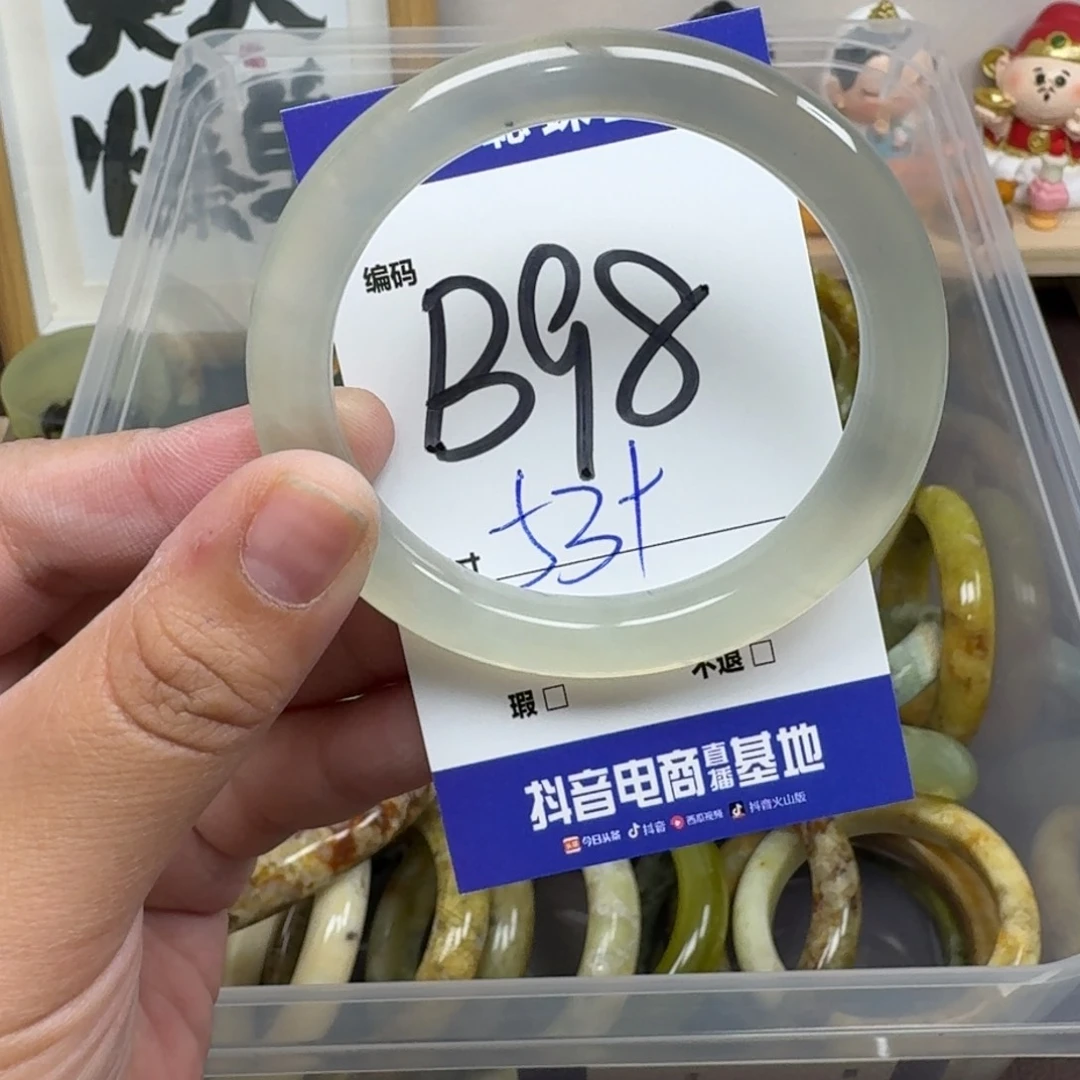 编码
B98
53+
寸
瑕□ 不退□
抖音电商直播基地
今日头条 抖音 西瓜视频 抖音火山版